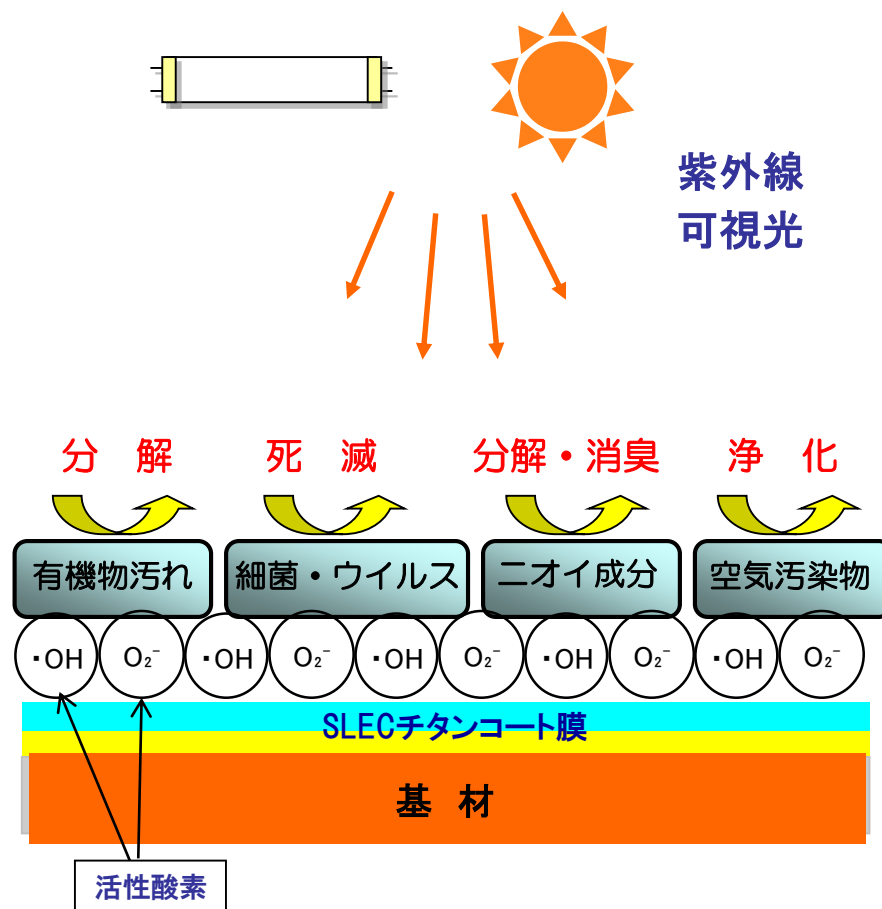 紫外線
可視光
分 解 死 滅 分解・消臭 浄 化
有機物汚れ 細菌・ウイルス ニオイ成分 空気汚染物
・OH O₂⁻ ・OH O₂⁻ ・OH O₂⁻ ・OH O₂⁻ ・OH O₂⁻
SLECチタンコート膜
基 材
活性酸素